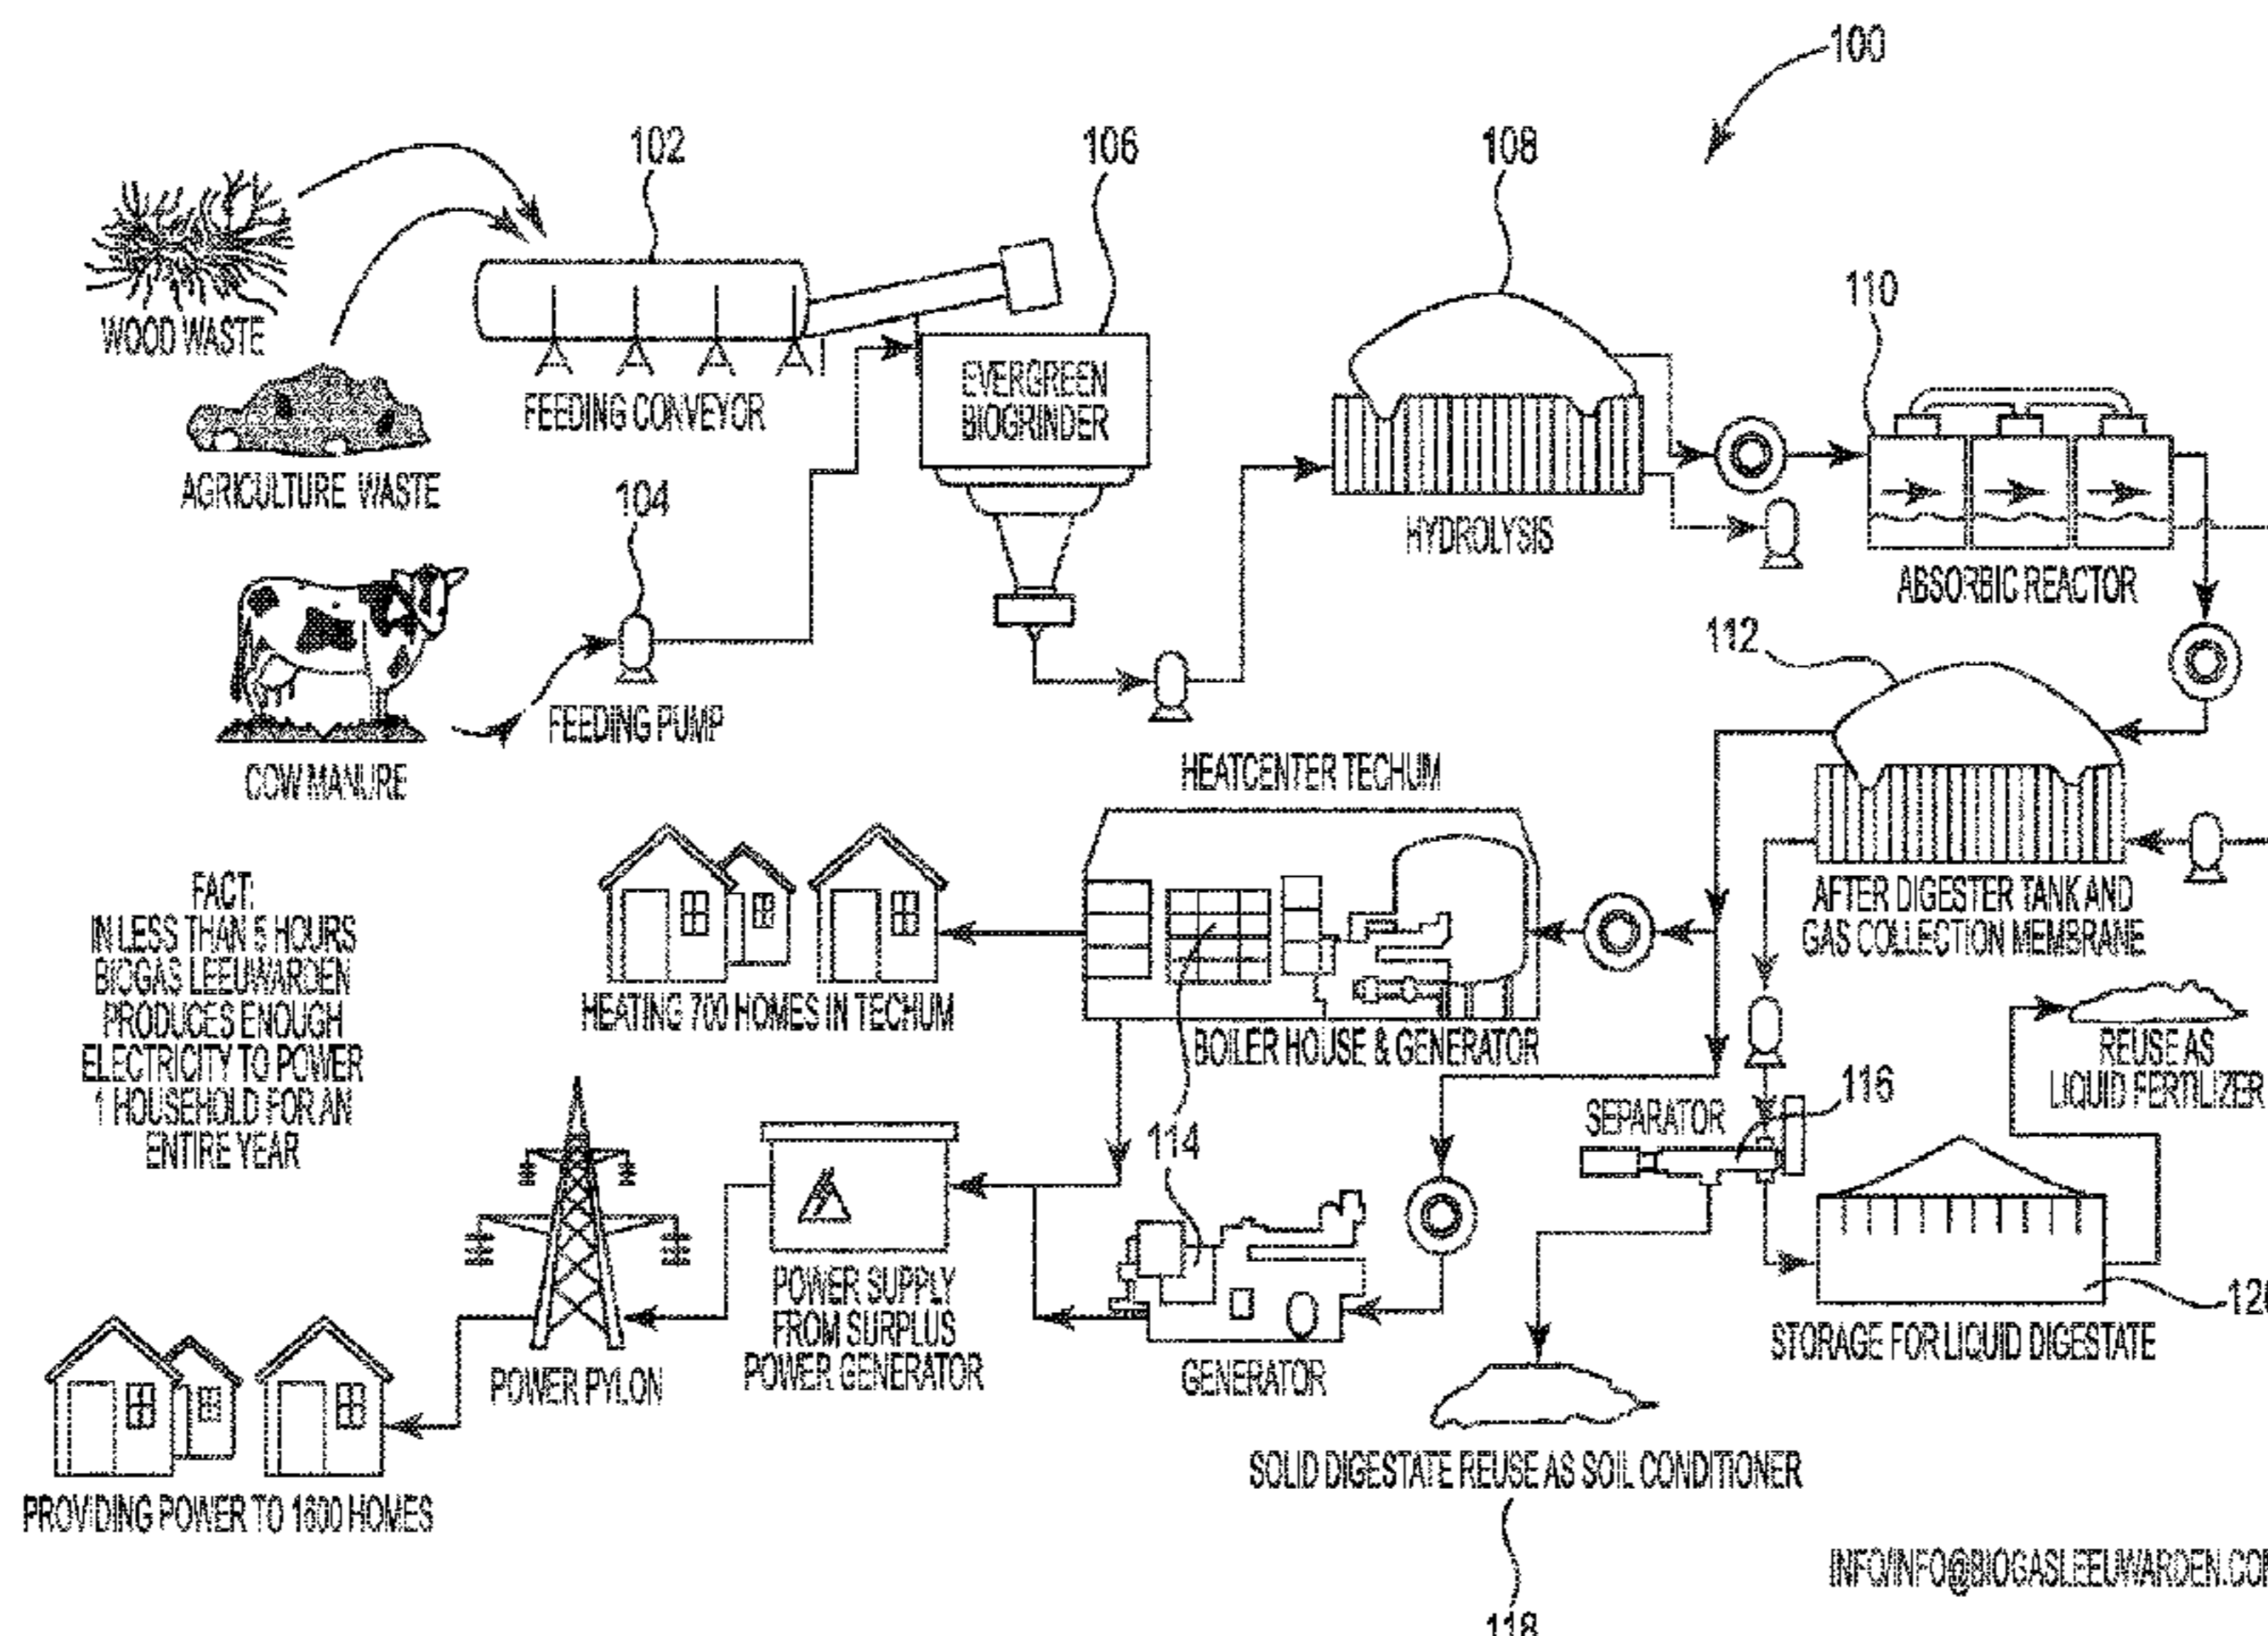 100
102
106
108
WOOD WASTE
110
FEEDING CONVEYOR
EVERGREEN
BIOGRINDER
AGRICULTURE WASTE
104
HYDROLYSIS
ABSORBIC REACTOR
112
FEEDING PUMP
COW MANURE
HEATCENTER TECHUM
FACT:
IN LESS THAN 5 HOURS
BIOGAS LEEUWARDEN
PRODUCES ENOUGH
ELECTRICITY TO POWER
1 HOUSEHOLD FOR AN
ENTIRE YEAR
AFTER DIGESTER TANK AND
GAS COLLECTION MEMBRANE
HEATING 700 HOMES IN TECHUM
BOILER HOUSE & GENERATOR
REUSE AS
LIQUID FERTILIZER
SEPARATOR
116
114
POWER SUPPLY
FROM SURPLUS
POWER GENERATOR
POWER PYLON
GENERATOR
STORAGE FOR LIQUID DIGESTATE
SOLID DIGESTATE REUSE AS SOIL CONDITIONER
PROVIDING POWER TO 1600 HOMES
118